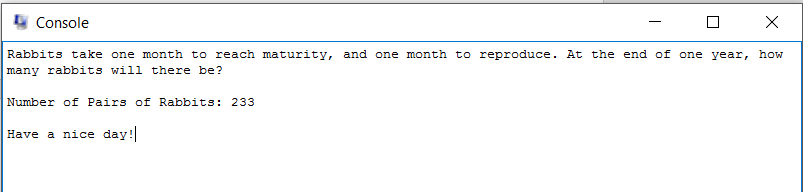 Console
Rabbits take one month to reach maturity, and one month to reproduce. At the end of one year, how
many rabbits will there be?
Number of Pairs of Rabbits: 233
Have a nice day!